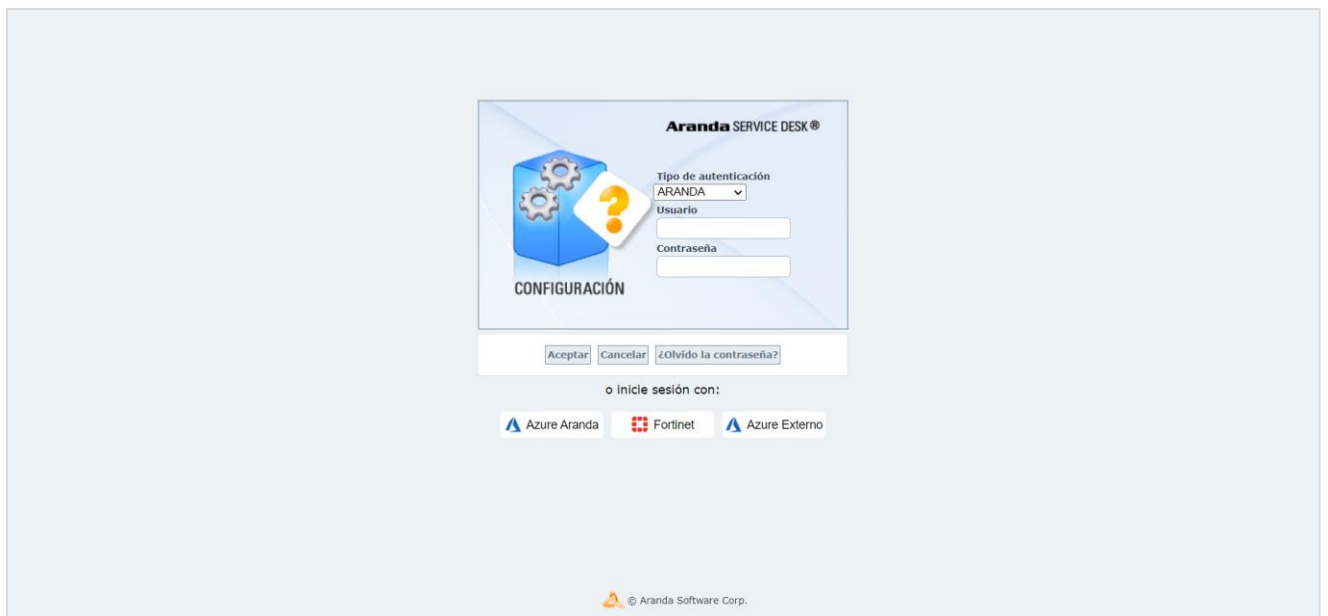 Aranda SERVICE DESK®
Tipo de autenticación
ARANDA
Usuario
Contraseña
CONFIGURACIÓN
Aceptar Cancelar ¿Olvido la contraseña?
o inicie sesión con:
Azure Aranda Fortinet Azure Externo
© Aranda Software Corp.